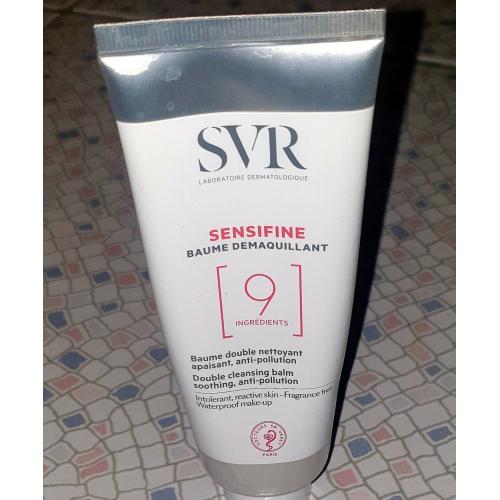 SVR
LABORATOIRE DERMATOLOGIQUE
SENSIFINE
BAUME DEMAQUILLANT
9
INGRÉDIENTS
Baume double nettoyant
apaisant, anti-pollution
Double cleansing balm
soothing, anti-pollution
Intolerant, reactive skin - Fragrance free
Waterproof make-up
PARIS